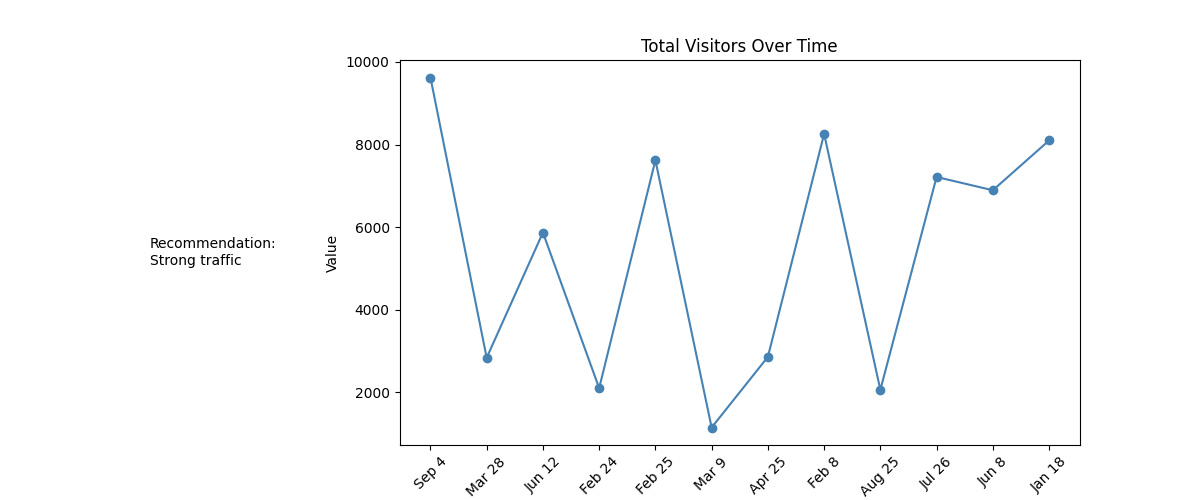 Total Visitors Over Time
Recommendation:
Strong traffic
Value
10000
8000
6000
4000
2000
Sep 4
Mar 28
Jun 12
Feb 24
Feb 25
Mar 9
Apr 25
Feb 8
Aug 25
Jul 26
Jun 8
Jan 18